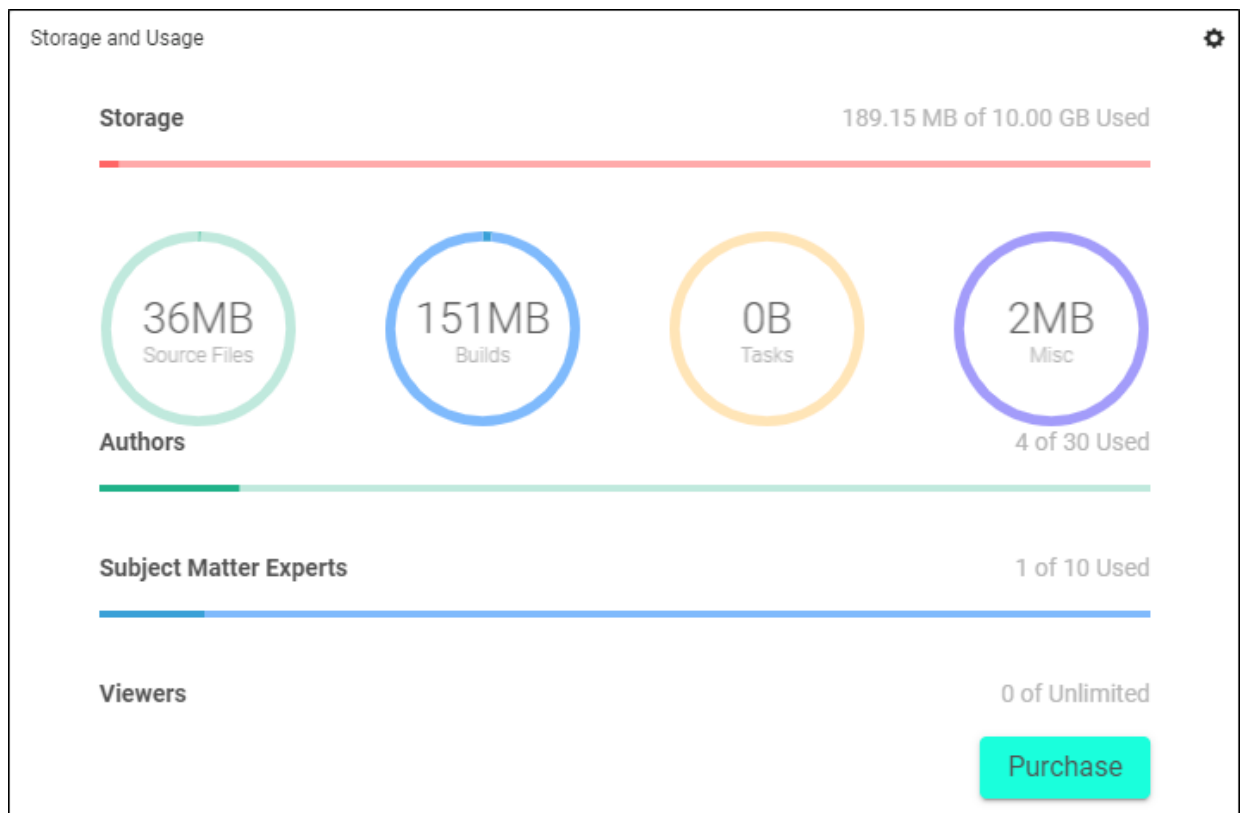 Storage and Usage
Storage 189.15 MB of 10.00 GB Used
36MB 151MB 0B 2MB
Source Files Builds Tasks Misc
Authors 4 of 30 Used
Subject Matter Experts 1 of 10 Used
Viewers 0 of Unlimited
Purchase